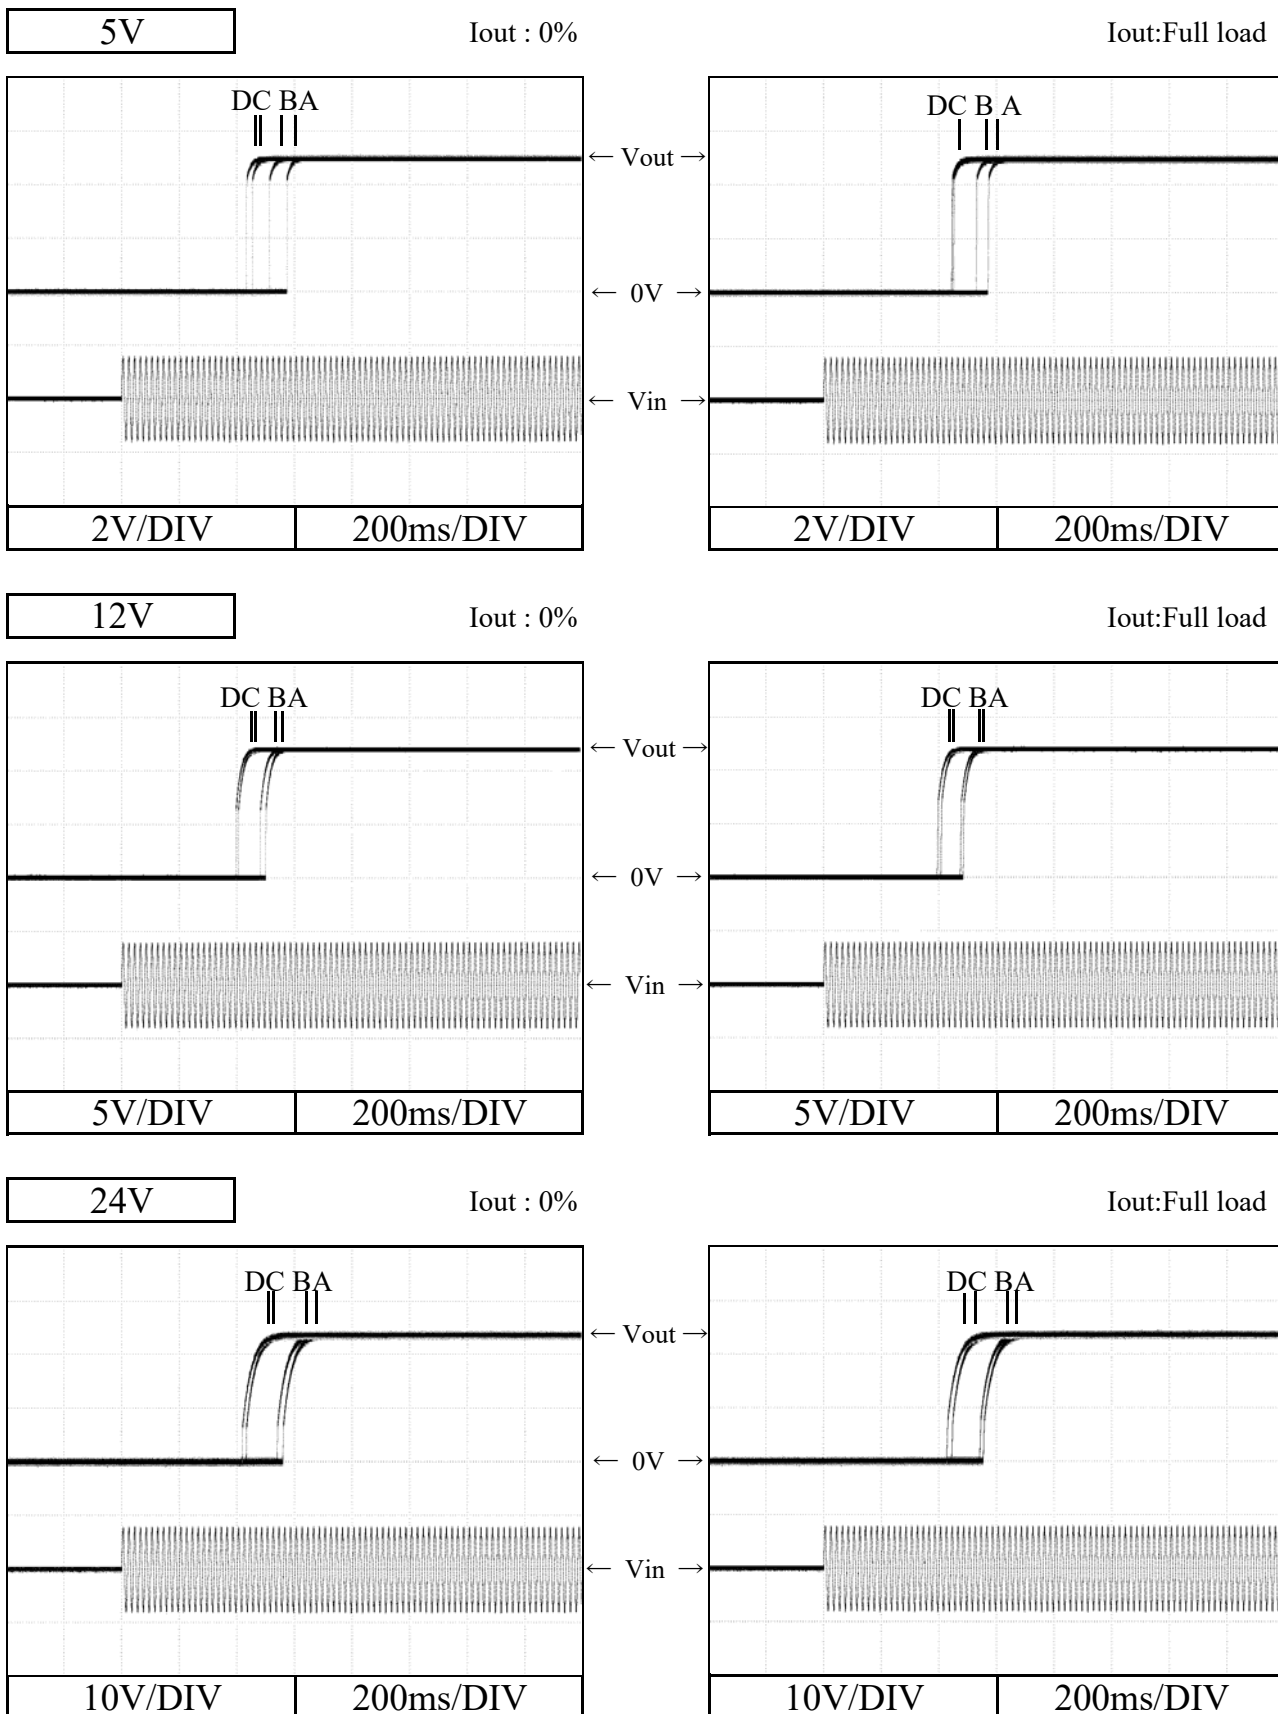 5V Iout : 0% Iout:Full load
DC BA DC B A
← Vout →
← 0V →
← Vin →
2V/DIV 200ms/DIV 2V/DIV 200ms/DIV
12V Iout : 0% Iout:Full load
DC BA DC BA
← Vout →
← 0V →
← Vin →
5V/DIV 200ms/DIV 5V/DIV 200ms/DIV
24V Iout : 0% Iout:Full load
DC BA DC BA
← Vout →
← 0V →
← Vin →
10V/DIV 200ms/DIV 10V/DIV 200ms/DIV